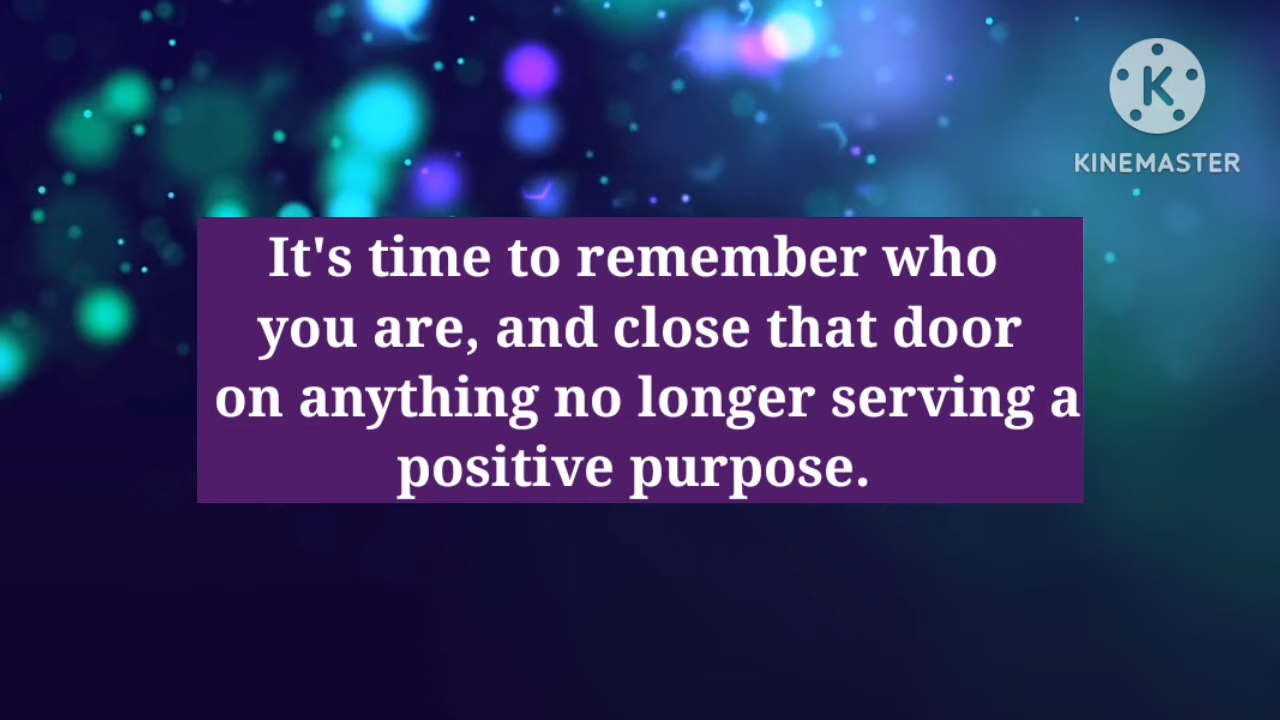 K
KINEMASTER
It's time to remember who
you are, and close that door
on anything no longer serving a
positive purpose.